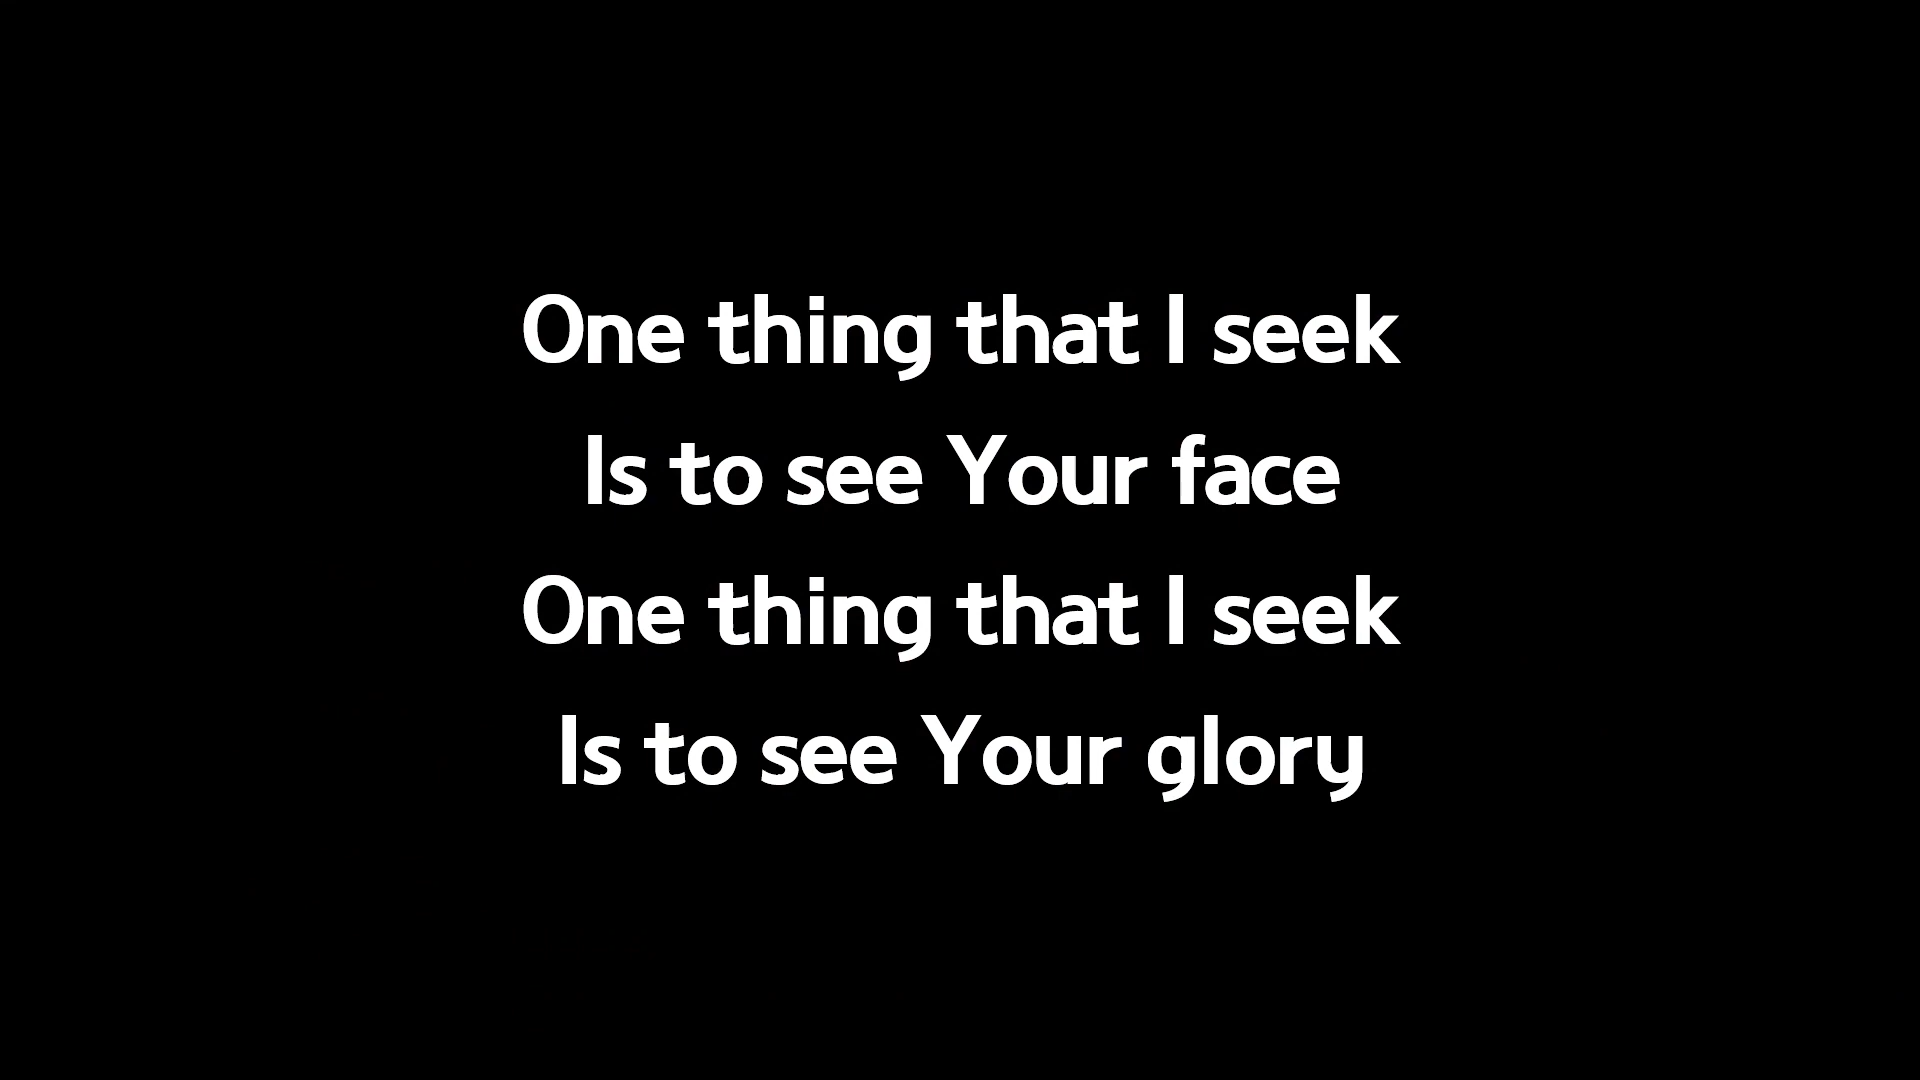 One thing that I seek
Is to see Your face
One thing that I seek
Is to see Your glory